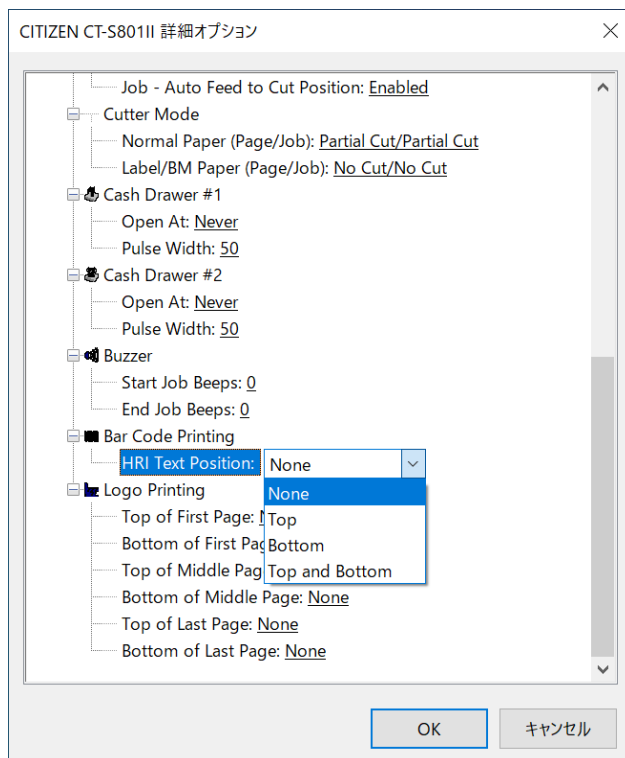 CITIZEN CT-S801II 詳細オプション
Job - Auto Feed to Cut Position: Enabled
Cutter Mode
Normal Paper (Page/Job): Partial Cut/Partial Cut
Label/BM Paper (Page/Job): No Cut/No Cut
Cash Drawer #1
Open At: Never
Pulse Width: 50
Cash Drawer #2
Open At: Never
Pulse Width: 50
Buzzer
Start Job Beeps: 0
End Job Beeps: 0
Bar Code Printing
HRI Text Position: None
None
Top
Bottom
Top and Bottom
Logo Printing
Top of First Page:
Bottom of First
Top of Middle
Bottom of Middle Page: None
Top of Last Page: None
Bottom of Last Page: None
OK
キャンセル